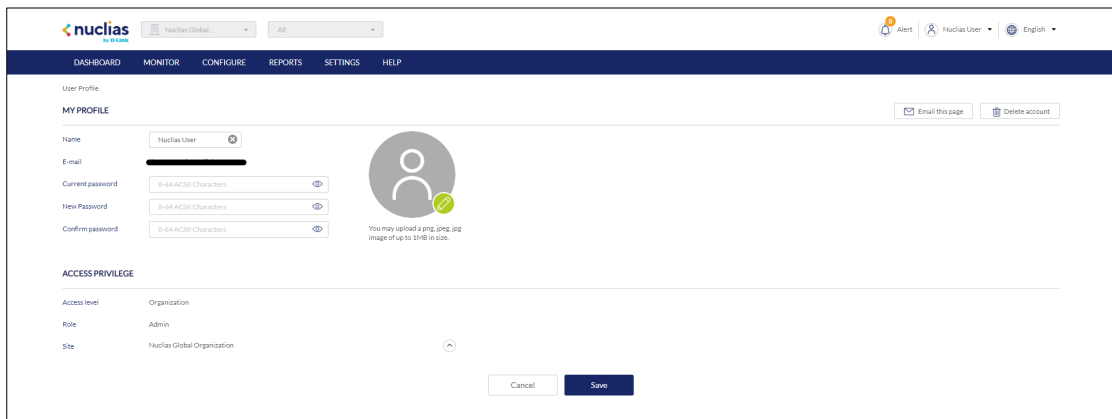 nuclias
by D-Link
Nuclias Global...
All
0
Alert
Nuclias User
English
DASHBOARD MONITOR CONFIGURE REPORTS SETTINGS HELP
User Profile
MY PROFILE
Email this page
Delete account
Name Nuclias User
E-mail
Current password 8-64 ACSII Characters
New Password 8-64 ACSII Characters
Confirm password 8-64 ACSII Characters
You may upload a png, jpeg, jpg
image of up to 1MB in size.
ACCESS PRIVILEGE
Access level Organization
Role Admin
Site Nuclias Global Organization
Cancel Save